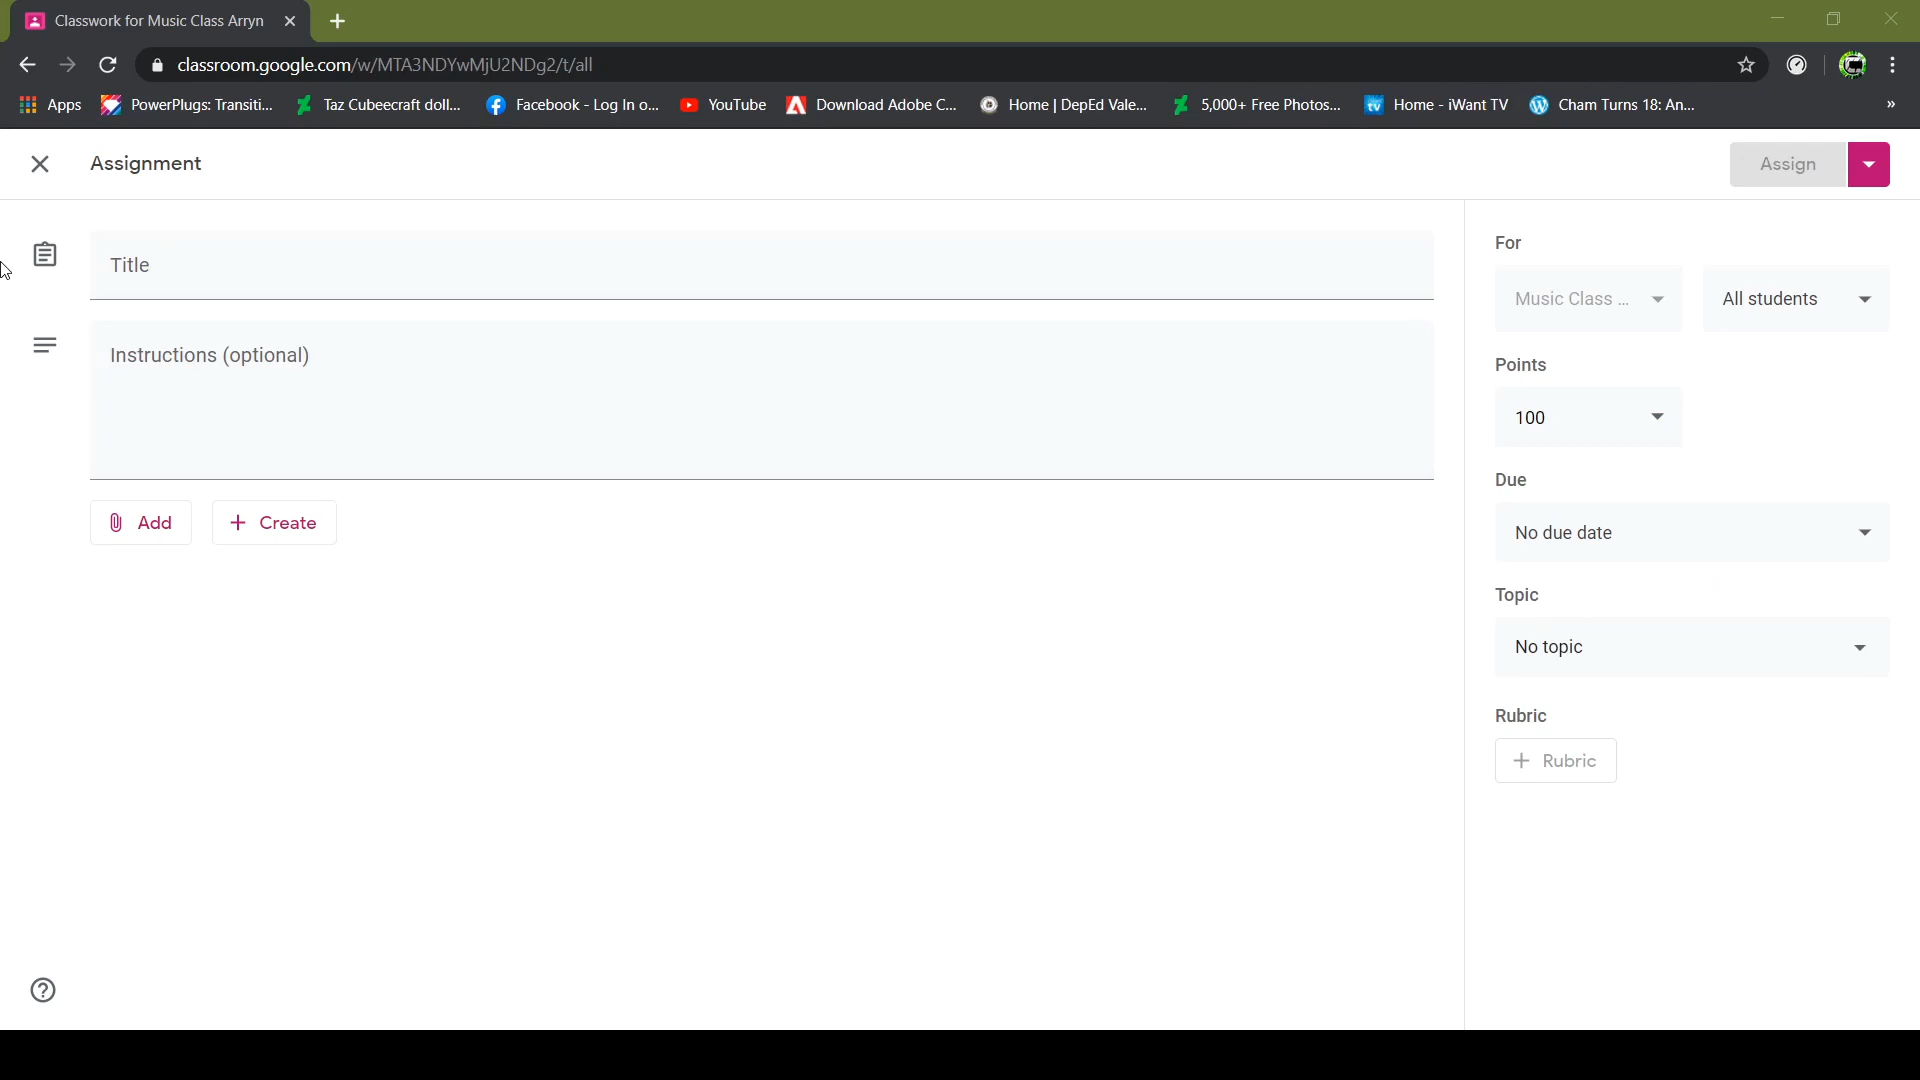 Classwork for Music Class Arryn
classroom.google.com/w/MTA3NDYwMjU2NDg2/t/all
Apps PowerPlugs: Transiti... Taz Cubeecraft doll... Facebook - Log In o... YouTube Download Adobe C... Home | DepEd Vale... 5,000+ Free Photos... Home - iWant TV Cham Turns 18: An... »
Assignment
Assign
Title
Instructions (optional)
Add
Create
For
Music Class ...
All students
Points
100
Due
No due date
Topic
No topic
Rubric
Rubric